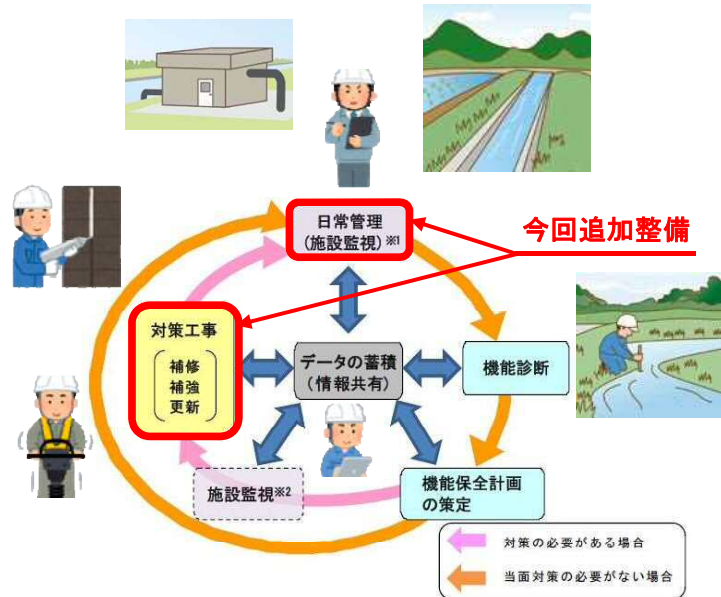 日常管理
(施設監視)※1
今回追加整備
対策工事
補修
補強
更新
データの蓄積
(情報共有)
機能診断
施設監視※2
機能保全計画
の策定
対策の必要がある場合
当面対策の必要がない場合